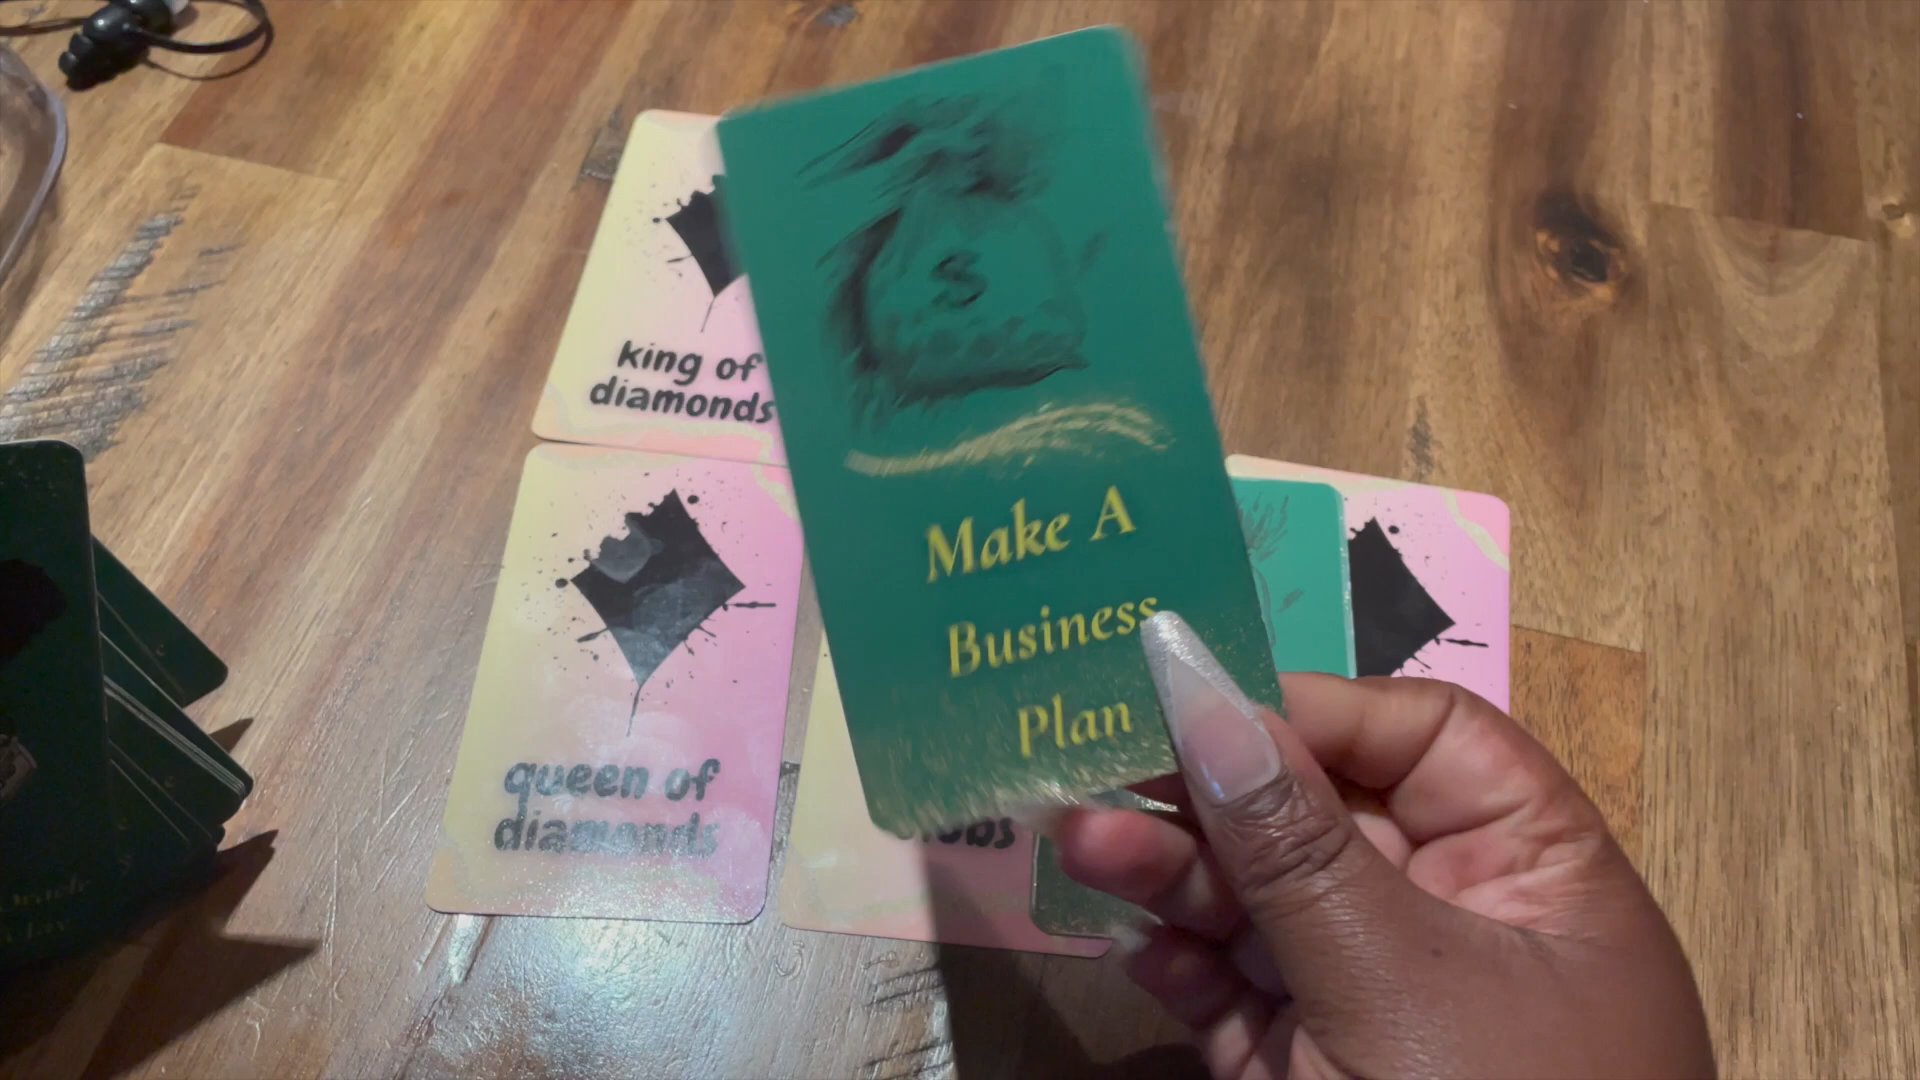 king of
diamonds
S
Make A
Business
Plan
queen of
diamonds